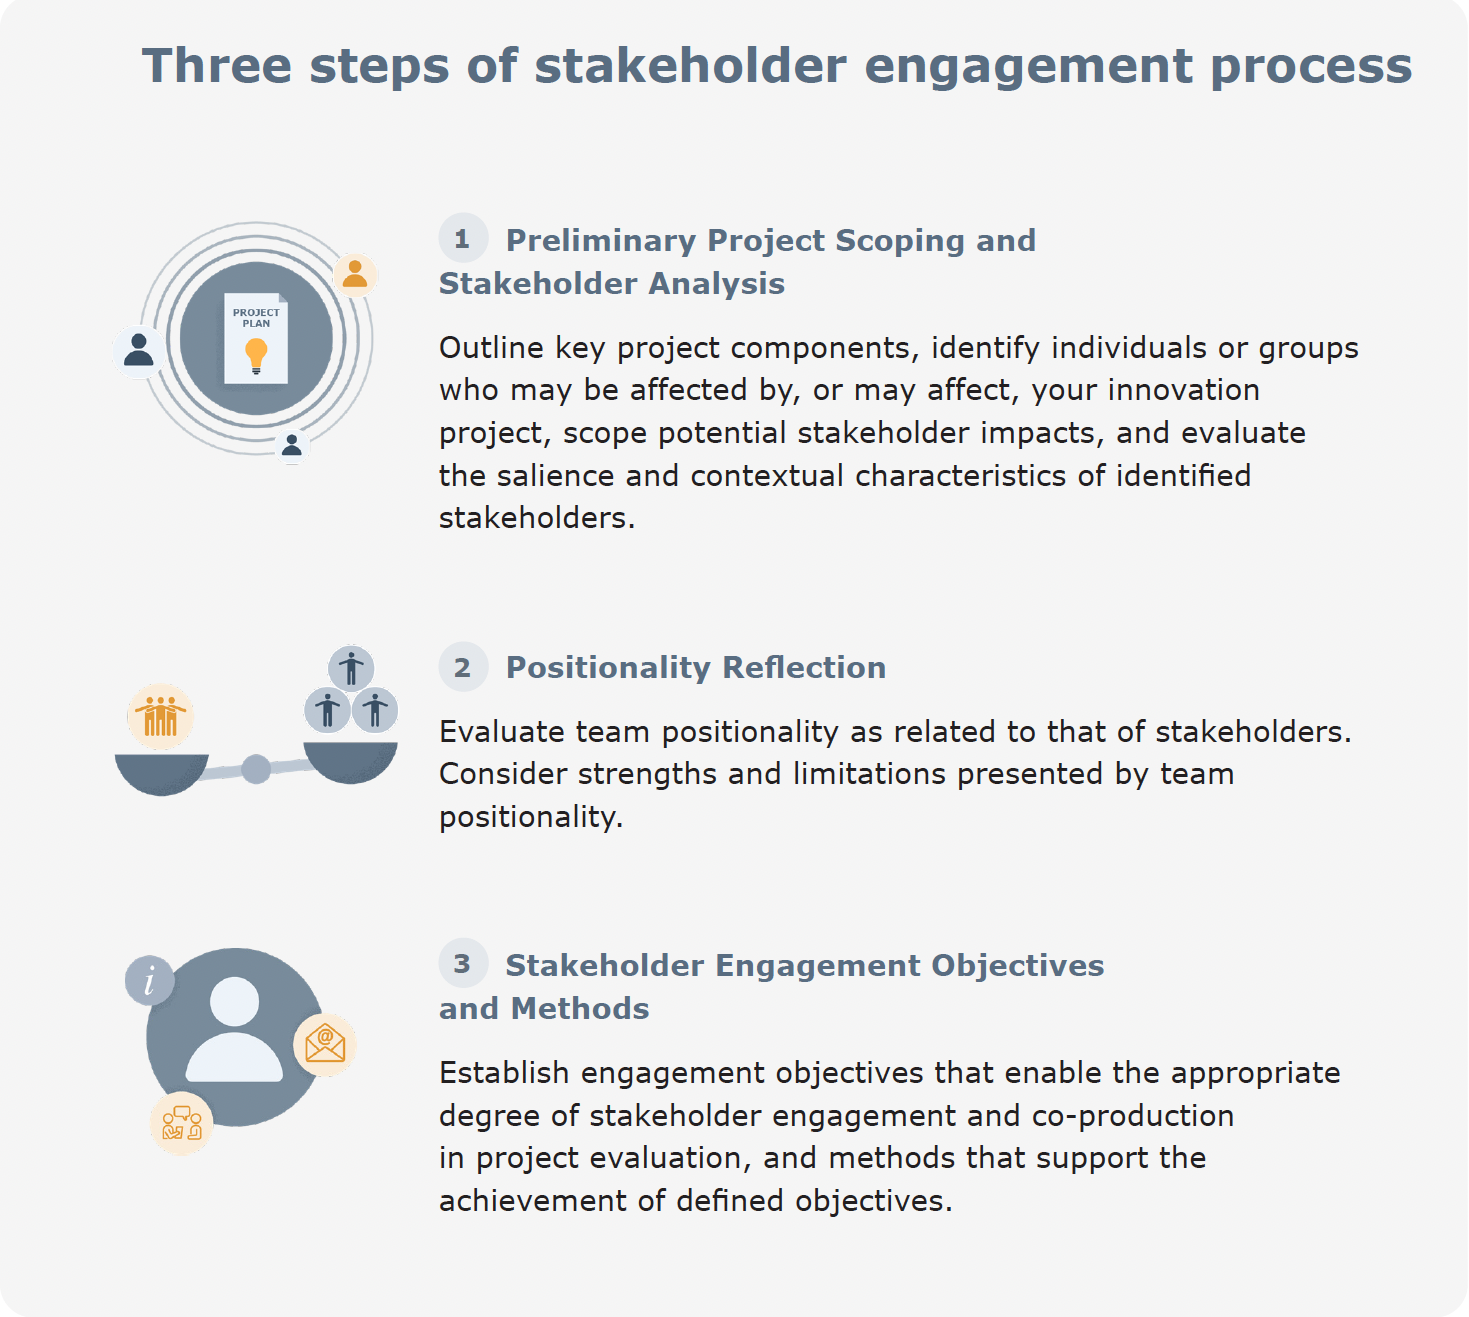 Three steps of stakeholder engagement process
PROJECT
PLAN
1 Preliminary Project Scoping and
Stakeholder Analysis
Outline key project components, identify individuals or groups
who may be affected by, or may affect, your innovation
project, scope potential stakeholder impacts, and evaluate
the salience and contextual characteristics of identified
stakeholders.
2 Positionality Reflection
Evaluate team positionality as related to that of stakeholders.
Consider strengths and limitations presented by team
positionality.
i
@
3 Stakeholder Engagement Objectives
and Methods
Establish engagement objectives that enable the appropriate
degree of stakeholder engagement and co-production
in project evaluation, and methods that support the
achievement of defined objectives.